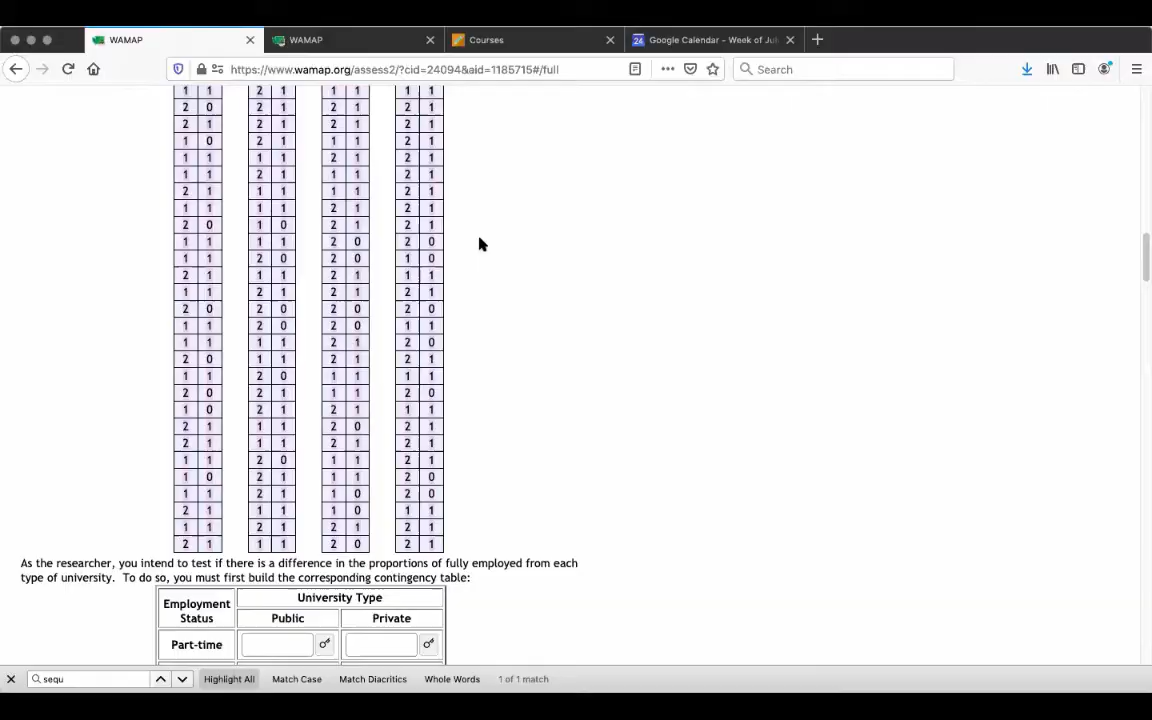 WAMAP
WAMAP
Courses
24 Google Calendar - Week of Jul
https://www.wamap.org/assess2/?cid=24094&aid=1185715#/full
Search
1 1 2 1 1 1 1 1
2 0 2 1 2 1 2 1
2 1 2 1 2 1 2 1
1 0 2 1 1 1 2 1
1 1 1 1 2 1 2 1
1 1 2 1 1 1 2 1
2 1 1 1 1 1 2 1
1 1 1 1 2 1 2 1
2 0 1 0 2 1 2 1
1 1 1 1 2 0 2 0
1 1 2 0 2 0 1 0
2 1 1 1 2 1 1 1
1 1 2 1 2 1 2 1
2 0 2 0 2 0 2 0
1 1 2 0 2 0 1 1
1 1 1 1 2 1 2 0
2 0 1 1 2 1 2 1
1 1 2 0 1 1 1 1
2 0 2 1 1 1 2 0
1 0 2 1 2 1 1 1
2 1 1 1 2 0 2 1
2 1 1 1 2 1 2 1
1 1 2 0 1 1 2 1
1 0 2 1 1 1 2 0
1 1 2 1 1 0 2 0
2 1 1 1 1 0 1 1
1 1 2 1 2 1 2 1
2 1 1 1 2 0 2 1
As the researcher, you intend to test if there is a difference in the proportions of fully employed from each
type of university. To do so, you must first build the corresponding contingency table:
Employment Status
University Type
Public Private
Part-time
sequ Highlight All Match Case Match Diacritics Whole Words 1 of 1 match